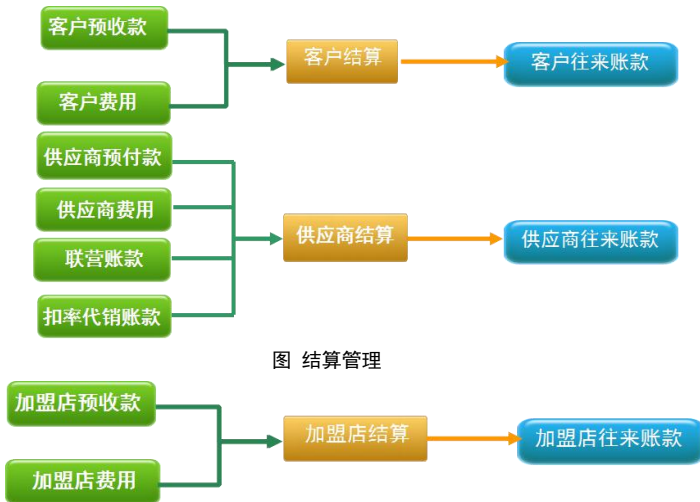 客户预收款
客户结算
客户往来账款
客户费用
供应商预付款
供应商费用
供应商结算
供应商往来账款
联营账款
扣率代销账款
图 结算管理
加盟店预收款
加盟店结算
加盟店往来账款
加盟店费用